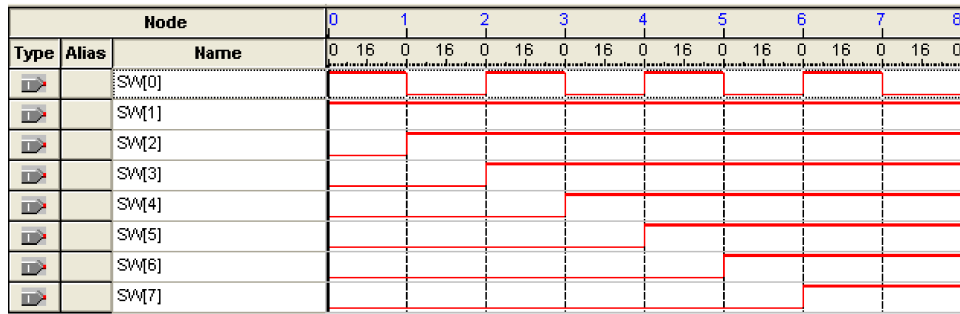 Node 0 1 2 3 4 5 6 7 8
Type Alias Name 0 16 0 16 0 16 0 16 0 16 0 16 0 16 0 16 0
SW[0]
SW[1]
SW[2]
SW[3]
SW[4]
SW[5]
SW[6]
SW[7]